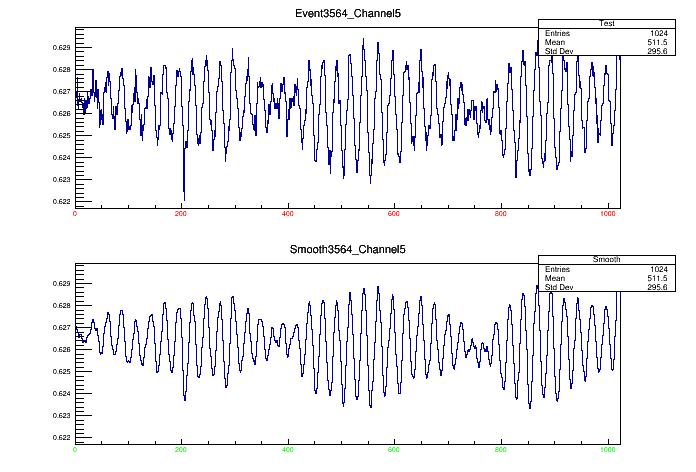 Event3564_Channel5
Test
Entries 1024
Mean 511.5
Std Dev 295.6
0.629
0.628
0.627
0.626
0.625
0.624
0.623
0.622
0 200 400 600 800 1000
Smooth3564_Channel5
Smooth
Entries 1024
Mean 511.5
Std Dev 295.6
0.629
0.628
0.627
0.626
0.625
0.624
0.623
0.622
0 200 400 600 800 1000